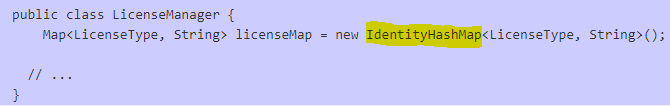 public class LicenseManager {
Map<LicenseType, String> licenseMap = new IdentityHashMap<LicenseType, String>();
// ...
}